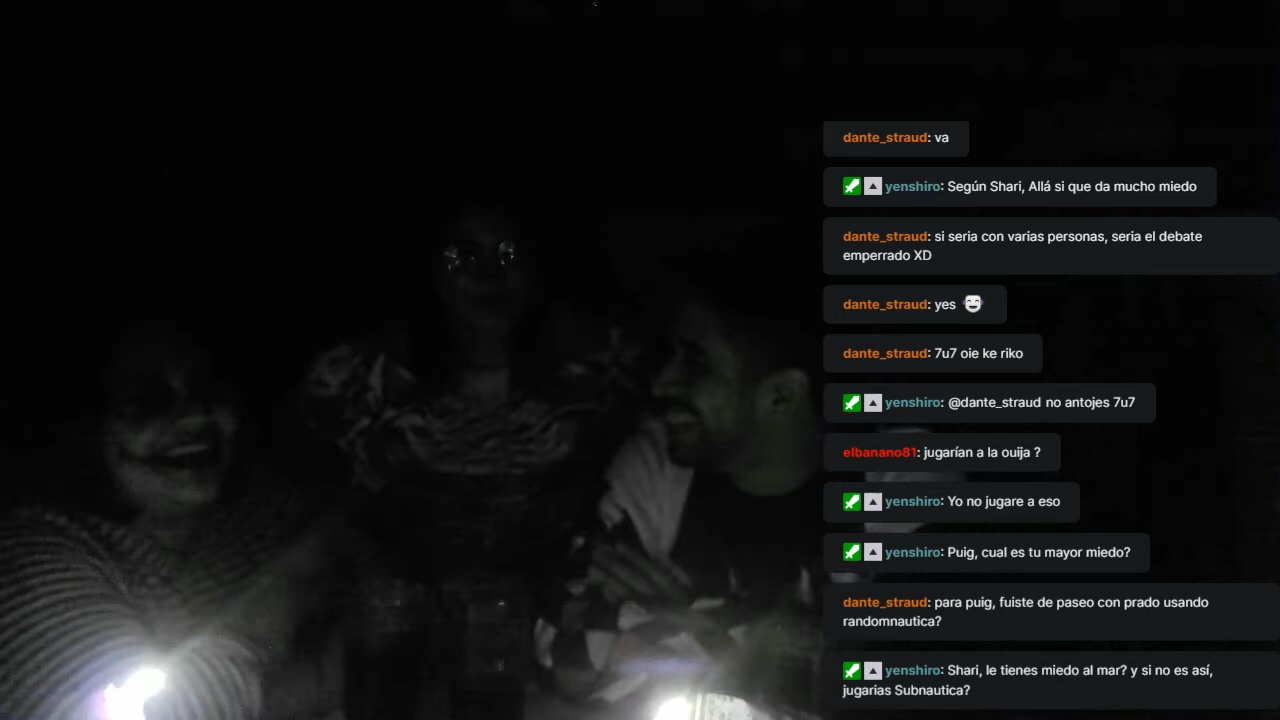 dante_straud: va
yenshiro: Según Shari, Allá si que da mucho miedo
dante_straud: si seria con varias personas, seria el debate
emperrado XD
dante_straud: yes
dante_straud: 7u7 oie ke riko
yenshiro: @dante_straud no antojes 7u7
elbanano81: jugarían a la ouija ?
yenshiro: Yo no jugare a eso
yenshiro: Puig, cual es tu mayor miedo?
dante_straud: para puig, fuiste de paseo con prado usando
randomnautica?
yenshiro: Shari, le tienes miedo al mar? y si no es así,
jugarias Subnautica?